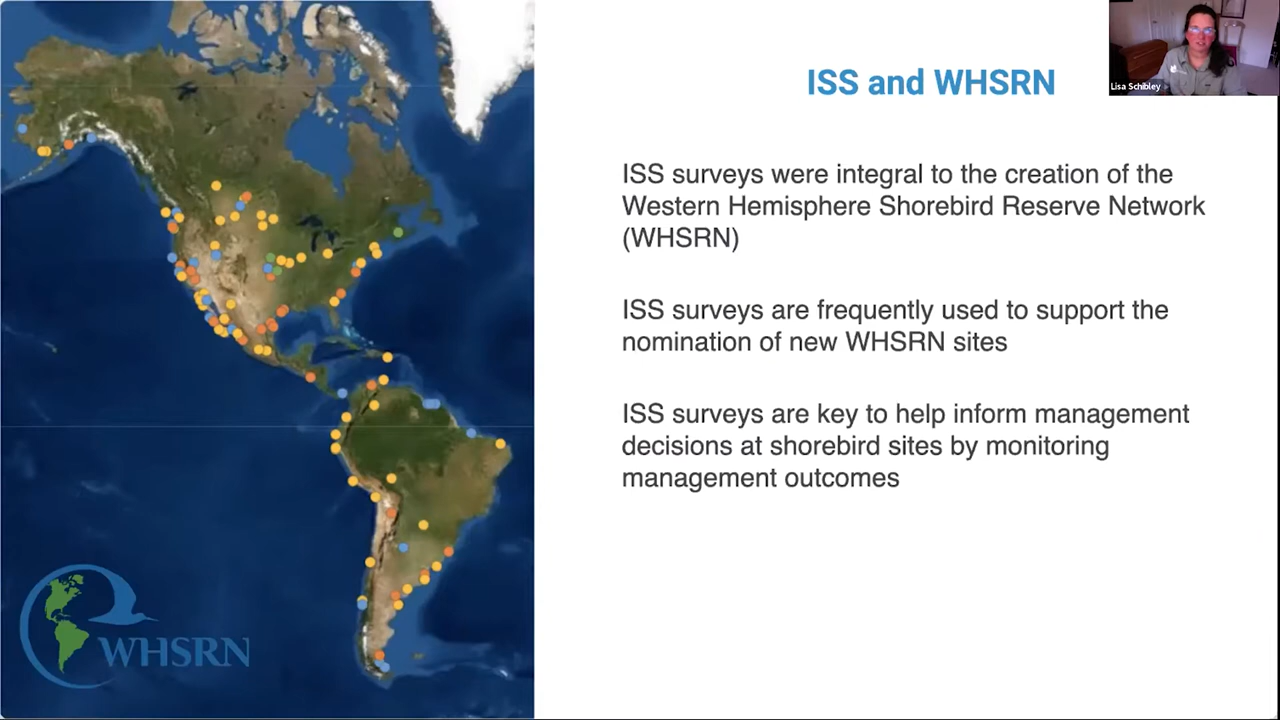 ISS and WHSRN
Lisa Schibley
ISS surveys were integral to the creation of the
Western Hemisphere Shorebird Reserve Network
(WHSRN)
ISS surveys are frequently used to support the
nomination of new WHSRN sites
ISS surveys are key to help inform management
decisions at shorebird sites by monitoring
management outcomes
WHSRN